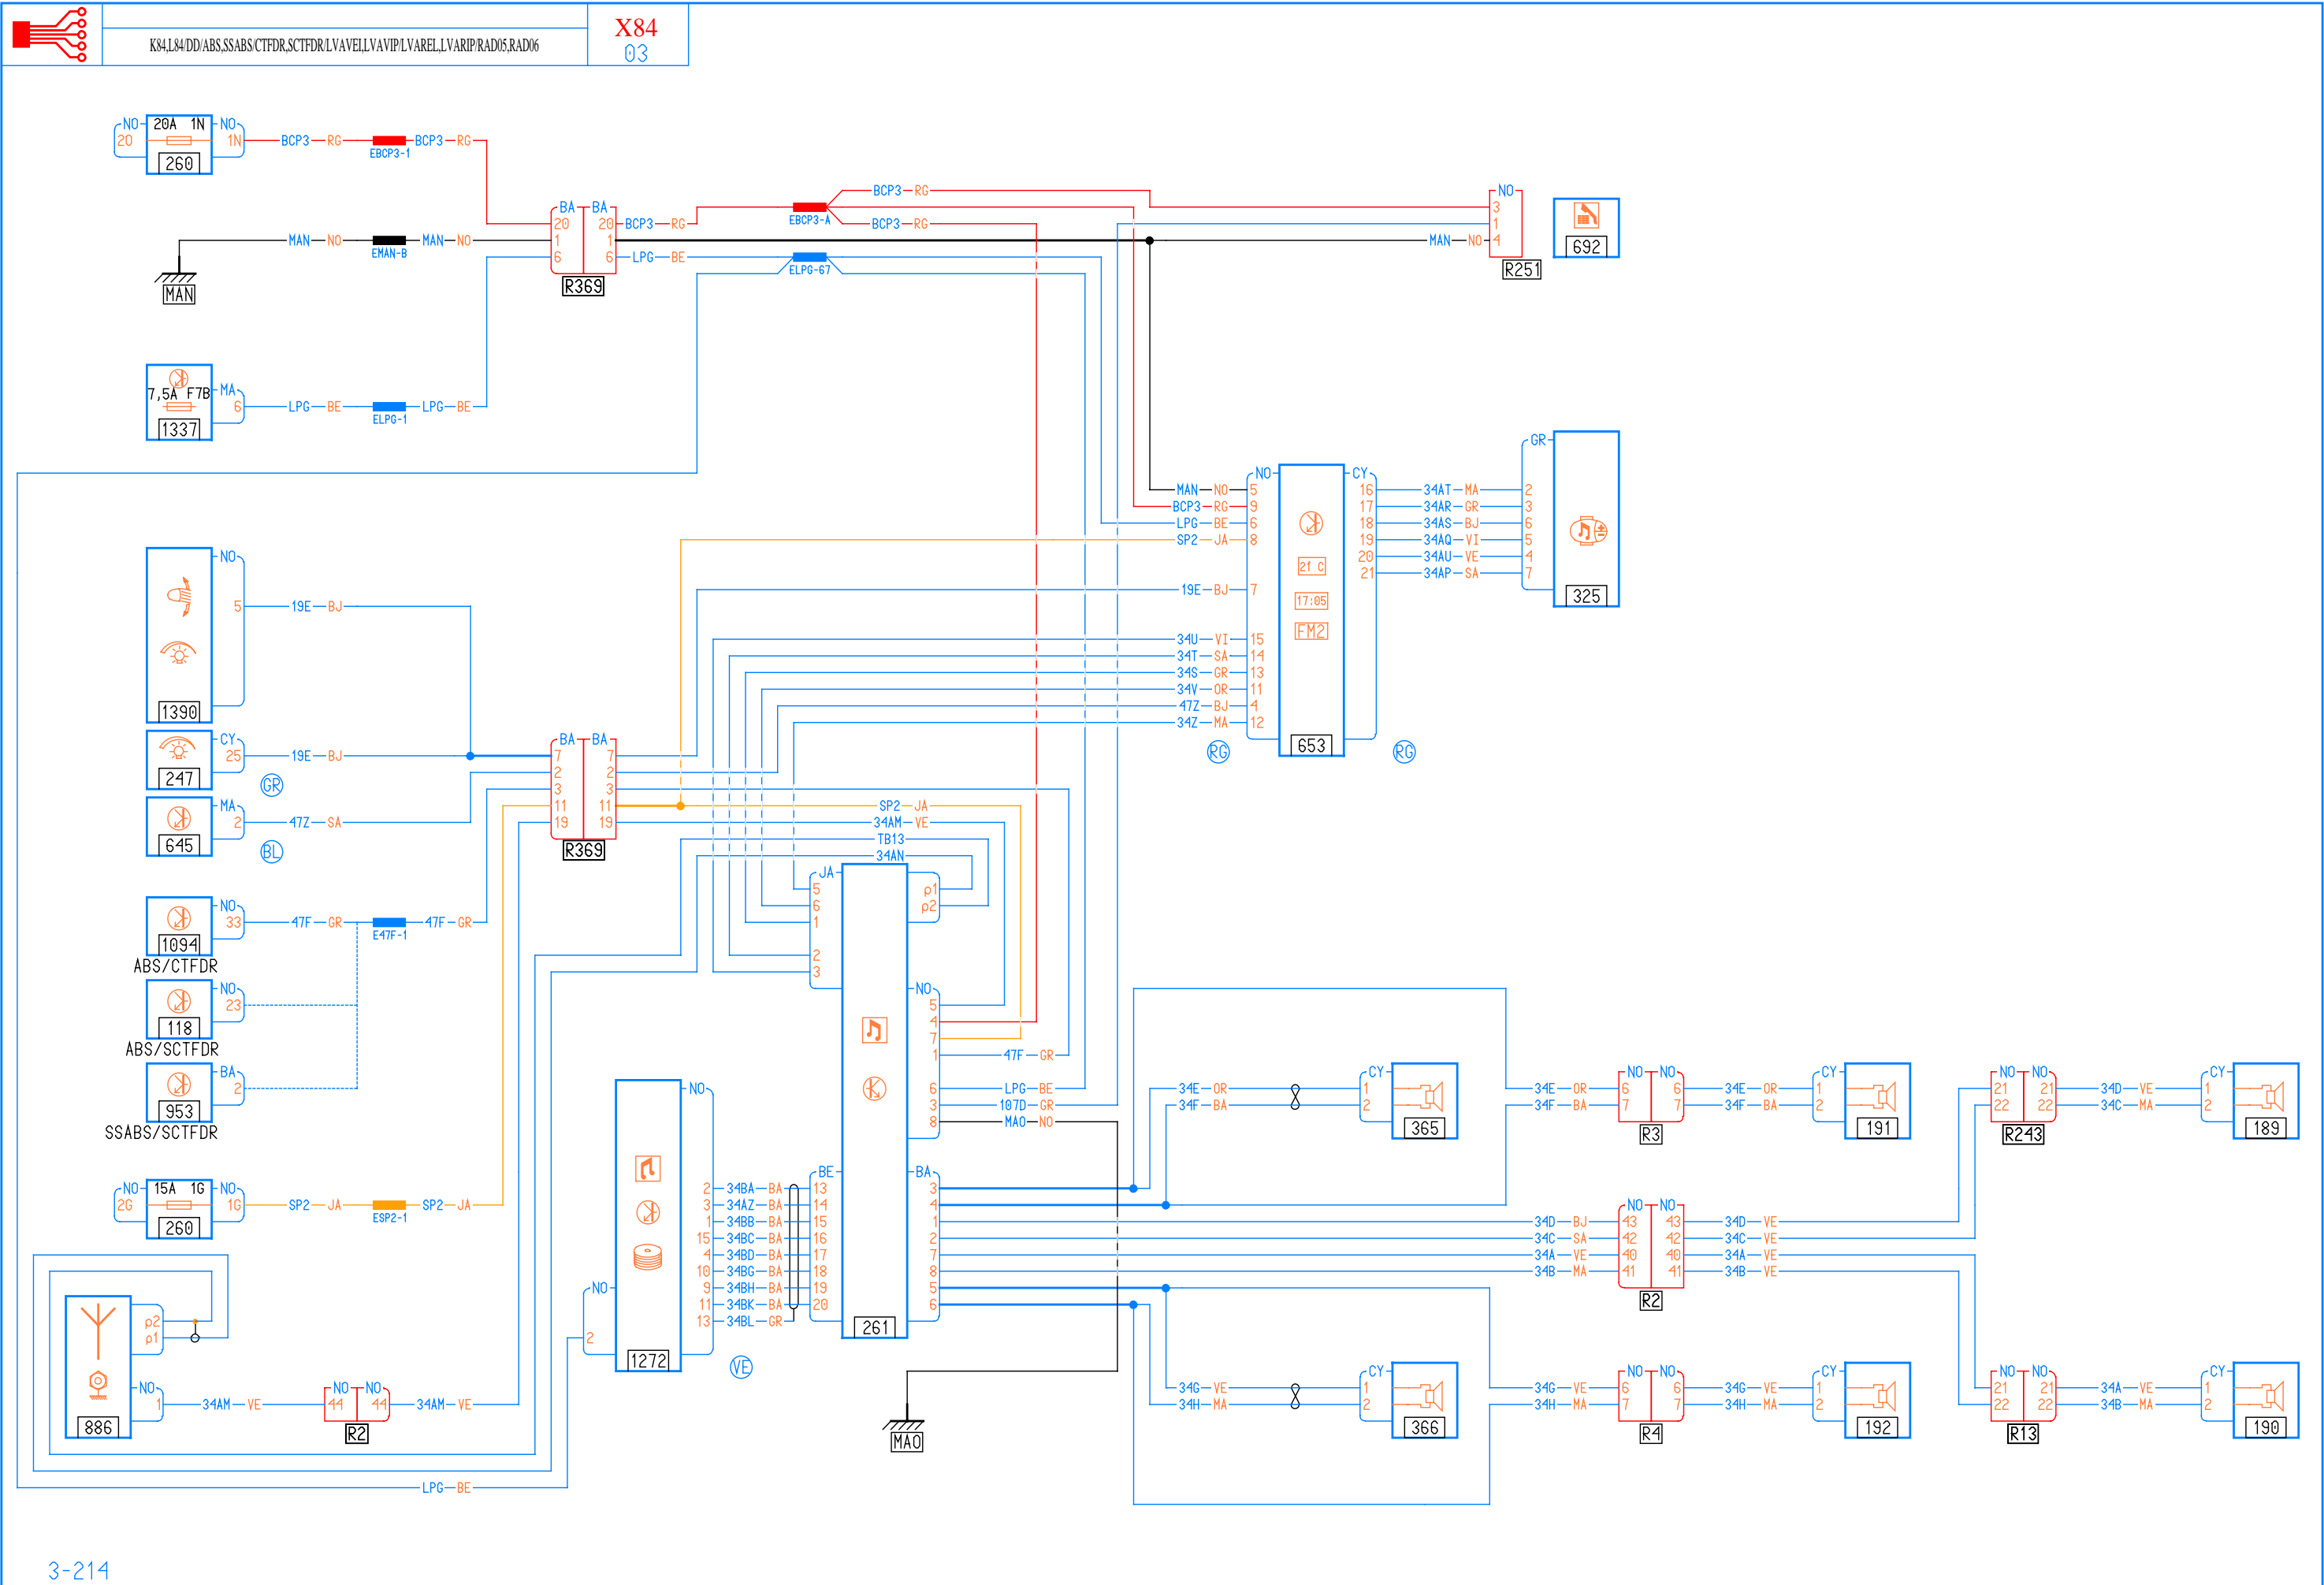 X84
K84,L84/DD/ABS,SSABS/CTFDR,SCTFDR/LVAVEI,LVAVIP/LVAREL,LVARIP/RAD05,RAD06
03
NO 20A 1N NO
20 1N BCP3 RG EBCP3-1 BCP3 RG
260
BCP3 RG
NO
BA BA
20 20 BCP3 RG EBCP3-A BCP3 RG
3
1
MAN NO EMAN-B MAN NO 1 1 MAN NO 4
692
6 6 LPG BE ELPG-67
R251
R369
MAN
7,5A F7B MA
6 LPG BE ELPG-1 LPG BE
1337
GR
NO CY
MAN NO 5 16 34AT MA 2
BCP3 RG 9 17 34AR GR 3
LPG BE 6 18 34AS BJ 6
SP2 JA 8 19 34AQ VI 5
20 34AU VE 4
21 34AP SA 7
21 C
19E BJ 7
17:05
325
FM2
34U VI 15
34T SA 14
34S GR 13
34V OR 11
47Z BJ 4
34Z MA 12
653
RG RG
NO
5 19E BJ
1390
CY
25 19E BJ
247
GR
BA BA
7 7
2 2
3 3
11 11 SP2 JA
19 19 34AM VE
R369
MA
2 47Z SA
645
BL
TB13
34AN
JA
5 p1
6 p2
1
2
3
NO
33 47F GR E47F-1 47F GR
1094
ABS/CTFDR
NO
23
118
ABS/SCTFDR
BA
2
953
SSABS/SCTFDR
NO
5
4
7
1 47F GR
6 LPG BE
3 107D GR
8 MAO NO
34E OR CY 1
34F BA 2
365
34E OR NO NO 6 6 34E OR CY 1
34F BA 7 7 34F BA 2
R3
191
NO NO
21 21 34D VE CY 1
22 22 34C MA 2
R243
189
NO
2 34BA BA BE 13
3 34AZ BA 14
1 34BB BA 15
15 34BC BA 16
4 34BD BA 17
10 34BG BA 18
9 34BH BA 19
11 34BK BA 20
13 34BL GR
NO
2
1272
VE
261
BA
3
4
1 34D BJ NO NO 43 43 34D VE
2 34C SA 42 42 34C VE
7 34A VE 40 40 34A VE
8 34B MA 41 41 34B VE
5
6
R2
NO 15A 1G NO
2G 1G SP2 JA ESP2-1 SP2 JA
260
p2
p1
NO
1 34AM VE NO NO 44 44 34AM VE
886
R2
MAO
34G VE CY 1
34H MA 2
366
34G VE NO NO 6 6 34G VE CY 1
34H MA 7 7 34H MA 2
R4
192
NO NO
21 21 34A VE CY 1
22 22 34B MA 2
R13
190
LPG BE
3-214